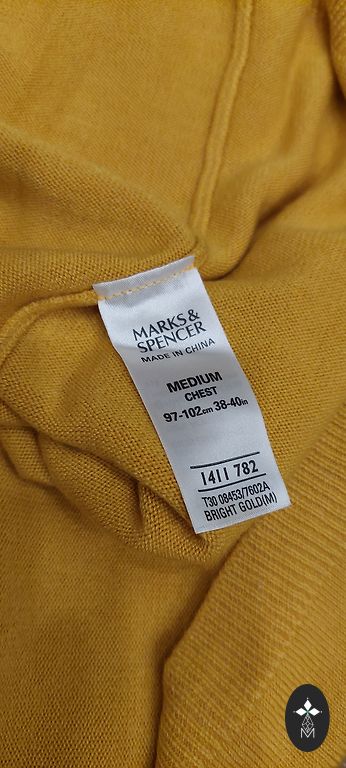 MARKS &
SPENCER
MADE IN CHINA
MEDIUM
CHEST
97-102cm 38-40in
1411 782
T30 08453/7602A
BRIGHT GOLD(M)